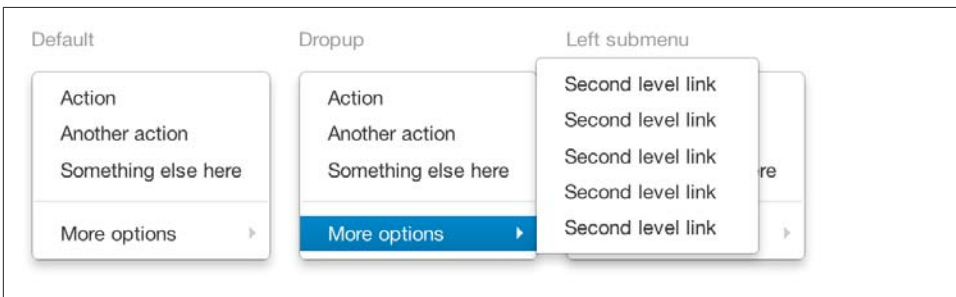 Default
Action
Another action
Something else here
More options
Dropup
Action
Another action
Something else here
More options
Left submenu
Second level link
Second level link
Second level link
Second level link
Second level link
re